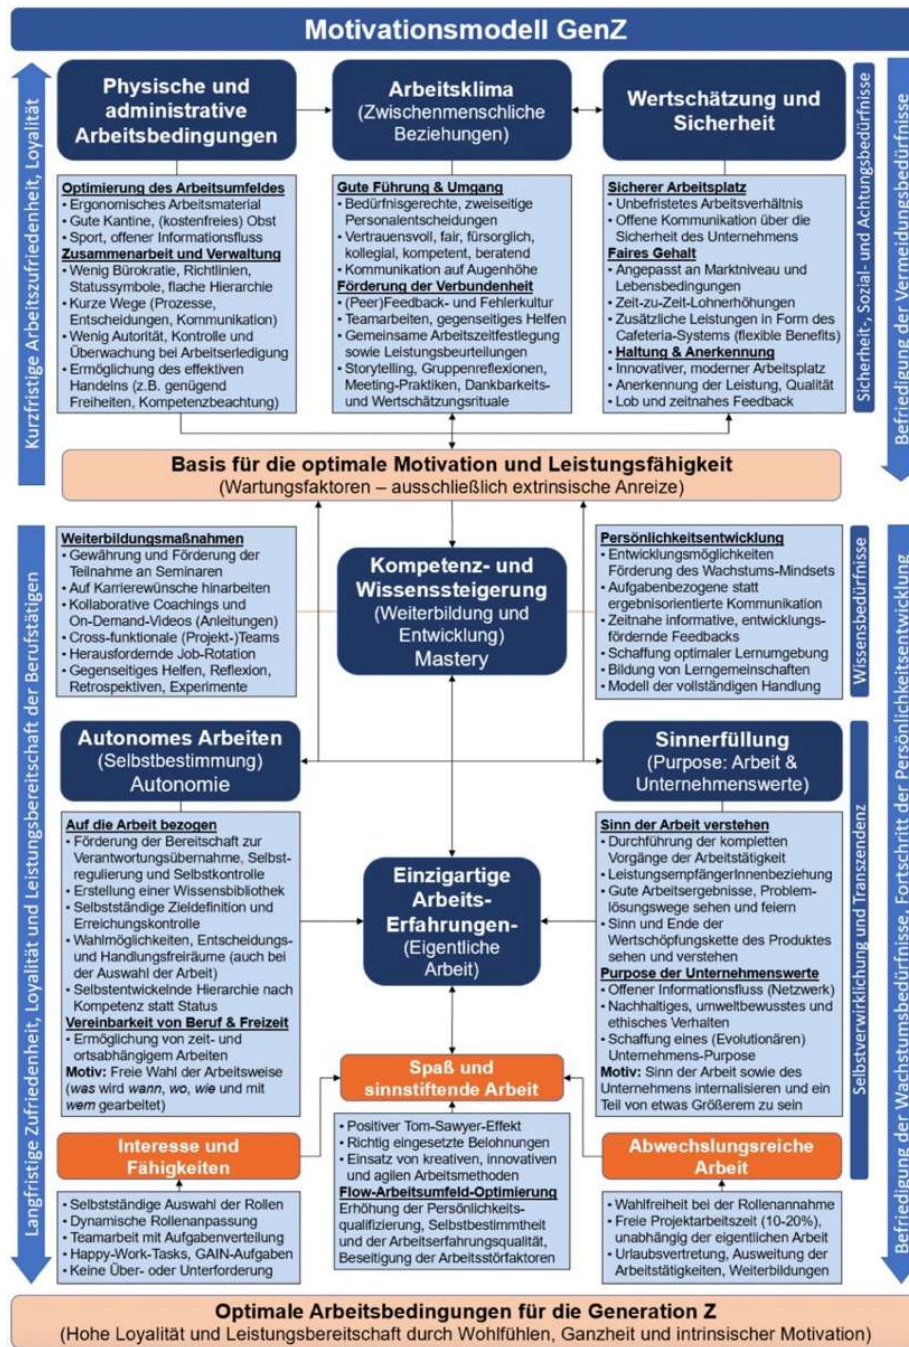 Motivationsmodell GenZ
Kurzfristige Arbeitszufriedenheit, Loyalität
Physische und
administrative
Arbeitsbedingungen
Arbeitsklima
(Zwischenmenschliche
Beziehungen)
Wertschätzung und
Sicherheit
Sicherheit-, Sozial- und Achtungsbedürfnisse
Befriedigung der Vermeidungsbedürfnisse
Optimierung des Arbeitsumfeldes
• Ergonomisches Arbeitsmaterial
• Gute Kantine, (kostenfreies) Obst
• Sport, offener Informationsfluss
Zusammenarbeit und Verwaltung
• Wenig Bürokratie, Richtlinien,
Statussymbole, flache Hierarchie
• Kurze Wege (Prozesse,
Entscheidungen, Kommunikation)
• Wenig Autorität, Kontrolle und
Überwachung bei Arbeitserledigung
• Ermöglichung des effektiven
Handelns (z.B. genügend
Freiheiten, Kompetenzbeachtung)
Gute Führung & Umgang
• Bedürfnisgerechte, zweiseitige
Personalentscheidungen
• Vertrauensvoll, fair, fürsorglich,
kollegial, kompetent, beratend
• Kommunikation auf Augenhöhe
Förderung der Verbundenheit
• (Peer)Feedback- und Fehlerkultur
• Teamarbeiten, gegenseitiges Helfen
• Gemeinsame Arbeitszeitfestlegung
sowie Leistungsbeurteilungen
• Storytelling, Gruppenreflexionen,
Meeting-Praktiken, Dankbarkeits-
und Wertschätzungsrituale
Sicherer Arbeitsplatz
• Unbefristetes Arbeitsverhältnis
• Offene Kommunikation über die
Sicherheit des Unternehmens
Faires Gehalt
• Angepasst an Marktniveau und
Lebensbedingungen
• Zeit-zu-Zeit-Lohnerhöhungen
• Zusätzliche Leistungen in Form des
Cafeteria-Systems (flexible Benefits)
• Haltung & Anerkennung
• Innovativer, moderner Arbeitsplatz
• Anerkennung der Leistung, Qualität
• Lob und zeitnahes Feedback
Basis für die optimale Motivation und Leistungsfähigkeit
(Wartungsfaktoren – ausschließlich extrinsische Anreize)
Langfristige Zufriedenheit, Loyalität und Leistungsbereitschaft der Berufstätigen
Weiterbildungsmaßnahmen
• Gewährung und Förderung der
Teilnahme an Seminaren
• Auf Karrierewünsche hinarbeiten
• Kollaborative Coachings und
On-Demand-Videos (Anleitungen)
• Cross-funktionale (Projekt-)Teams
• Herausfordernde Job-Rotation
• Gegenseitiges Helfen, Reflexion,
Retrospektiven, Experimente
Kompetenz- und
Wissenssteigerung
(Weiterbildung und
Entwicklung)
Mastery
Persönlichkeitsentwicklung
• Entwicklungsmöglichkeiten
Förderung des Wachstums-Mindsets
• Aufgabenbezogene statt
ergebnisorientierte Kommunikation
• Zeitnahe informative, entwicklungs-
fördernde Feedbacks
• Schaffung optimaler Lernumgebung
• Bildung von Lerngemeinschaften
• Modell der vollständigen Handlung
Wissensbedürfnisse
Befriedigung der Wachstumsbedürfnisse, Fortschritt der Persönlichkeitsentwicklung
Autonomes Arbeiten
(Selbstbestimmung)
Autonomie
Sinnerfüllung
(Purpose: Arbeit &
Unternehmenswerte)
Selbstverwirklichung und Transzendenz
Auf die Arbeit bezogen
• Förderung der Bereitschaft zur
Verantwortungsübernahme, Selbst-
regulierung und Selbstkontrolle
• Erstellung einer Wissensbibliothek
• Selbstständige Zieldefinition und
Erreichungskontrolle
• Wahlmöglichkeiten, Entscheidungs-
und Handlungsfreiräume (auch bei
der Auswahl der Arbeit)
• Selbstentwickelnde Hierarchie nach
Kompetenz statt Status
Vereinbarkeit von Beruf & Freizeit
• Ermöglichung von zeit- und
ortsabhängigem Arbeiten
Motiv: Freie Wahl der Arbeitsweise
(was wird wann, wo, wie und mit
wem gearbeitet)
Einzigartige
Arbeits-
Erfahrungen-
(Eigentliche
Arbeit)
Sinn der Arbeit verstehen
• Durchführung der kompletten
Vorgänge der Arbeitstätigkeit
• LeistungsempfängerInnenbeziehung
• Gute Arbeitsergebnisse, Problem-
lösungswege sehen und feiern
• Sinn und Ende der
Wertschöpfungskette des Produktes
sehen und verstehen
Purpose der Unternehmenswerte
• Offener Informationsfluss (Netzwerk)
• Nachhaltiges, umweltbewusstes und
ethisches Verhalten
• Schaffung eines (Evolutionären)
Unternehmens-Purpose
Motiv: Sinn der Arbeit sowie des
Unternehmens internalisieren und ein
Teil von etwas Größerem zu sein
Spaß und
sinnstiftende Arbeit
Interesse und
Fähigkeiten
• Selbstständige Auswahl der Rollen
• Dynamische Rollenanpassung
• Teamarbeit mit Aufgabenverteilung
• Happy-Work-Tasks, GAIN-Aufgaben
• Keine Über- oder Unterforderung
• Positiver Tom-Sawyer-Effekt
• Richtig eingesetzte Belohnungen
• Einsatz von kreativen, innovativen
und agilen Arbeitsmethoden
Flow-Arbeitsumfeld-Optimierung
Erhöhung der Persönlichkeits-
qualifizierung, Selbstbestimmtheit
und der Arbeitserfahrungsqualität,
Beseitigung der Arbeitsstörfaktoren
Abwechslungsreiche
Arbeit
• Wahlfreiheit bei der Rollenannahme
• Freie Projektarbeitszeit (10-20%),
unabhängig der eigentlichen Arbeit
• Urlaubsvertretung, Ausweitung der
Arbeitstätigkeiten, Weiterbildungen
Optimale Arbeitsbedingungen für die Generation Z
(Hohe Loyalität und Leistungsbereitschaft durch Wohlfühlen, Ganzheit und intrinsischer Motivation)